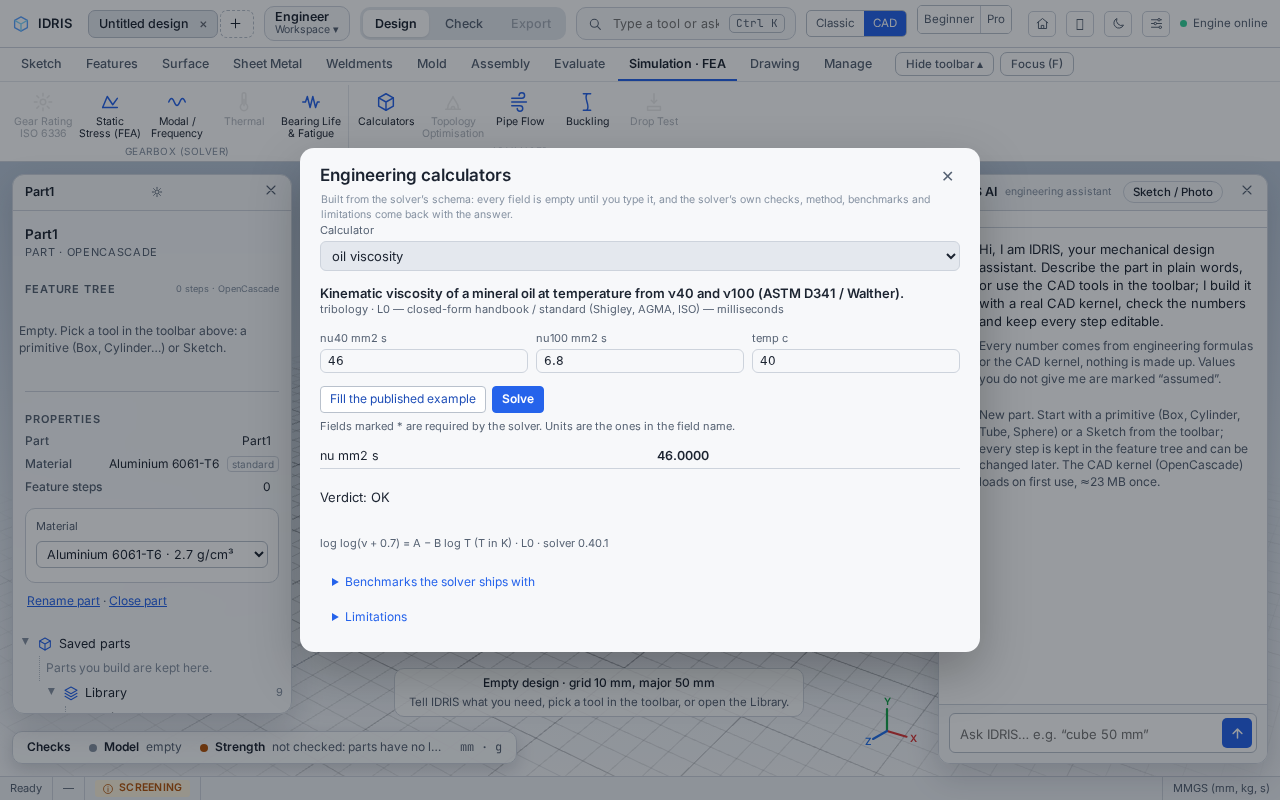 IDRIS
Untitled design ×
+
Engineer
Workspace ▾
Design Check Export
Type a tool or ask Ctrl K
Classic CAD
Beginner Pro
Engine online
Sketch Features Surface Sheet Metal Weldments Mold Assembly Evaluate Simulation · FEA Drawing Manage
Hide toolbar ▴ Focus (F)
Gear Rating
ISO 6336
Static
Stress (FEA)
Modal /
Frequency
Thermal
Bearing Life
& Fatigue
Calculators
Topology
Optimisation
Pipe Flow
Buckling
Drop Test
GEARBOX (SOLVER)
Part1
Part1
PART · OPENCASCADE
FEATURE TREE 0 steps · OpenCascade
Empty. Pick a tool in the toolbar above: a
primitive (Box, Cylinder…) or Sketch.
PROPERTIES
Part Part1
Material Aluminium 6061-T6 standard
Feature steps 0
Material
Aluminium 6061-T6 · 2.7 g/cm³
Rename part · Close part
Saved parts
Parts you build are kept here.
Library 9
Engineering calculators
Built from the solver's schema: every field is empty until you type it, and the solver's own checks, method, benchmarks and
limitations come back with the answer.
Calculator
oil viscosity
Kinematic viscosity of a mineral oil at temperature from ν40 and ν100 (ASTM D341 / Walther).
tribology · L0 — closed-form handbook / standard (Shigley, AGMA, ISO) — milliseconds
nu40 mm2 s nu100 mm2 s temp c
46 6.8 40
Fill the published example Solve
Fields marked * are required by the solver. Units are the ones in the field name.
nu mm2 s 46.0000
Verdict: OK
log log(ν + 0.7) = A − B log T (T in K) · L0 · solver 0.40.1
Benchmarks the solver ships with
Limitations
AI engineering assistant Sketch / Photo
Hi, I am IDRIS, your mechanical design
assistant. Describe the part in plain words,
or use the CAD tools in the toolbar; I build it
with a real CAD kernel, check the numbers
and keep every step editable.
Every number comes from engineering formulas
or the CAD kernel, nothing is made up. Values
you do not give me are marked “assumed”.
New part. Start with a primitive (Box, Cylinder,
Tube, Sphere) or a Sketch from the toolbar;
every step is kept in the feature tree and can be
changed later. The CAD kernel (OpenCascade)
loads on first use, ≈23 MB once.
Empty design · grid 10 mm, major 50 mm
Tell IDRIS what you need, pick a tool in the toolbar, or open the Library.
Y
X
Z
Ask IDRIS… e.g. “cube 50 mm”
Checks Model empty Strength not checked: parts have no l… mm · g
Ready — SCREENING MMGS (mm, kg, s)